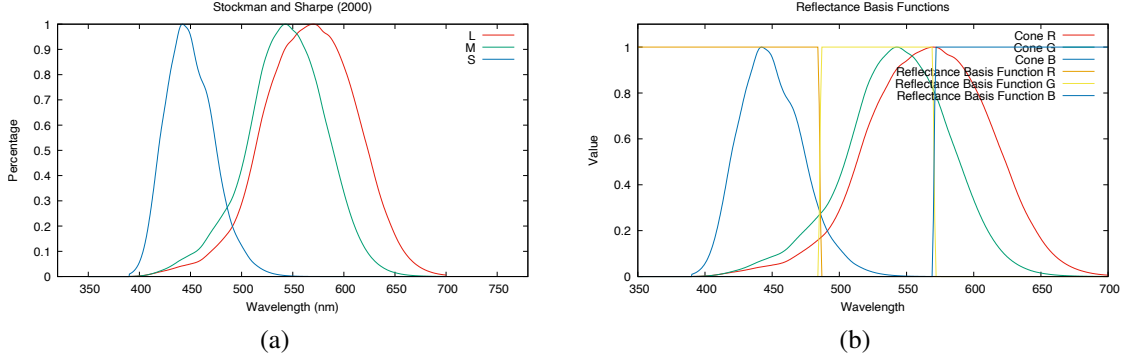 Stockman and Sharpe (2000)
1
0.9
0.8
0.7
0.6
0.5
0.4
0.3
0.2
0.1
0
Percentage
L
M
S
350 400 450 500 550 600 650 700 750
Wavelength (nm)
(a)
Reflectance Basis Functions
1
0.8
0.6
0.4
0.2
0
Value
Cone R
Cone G
Cone B
Reflectance Basis Function R
Reflectance Basis Function G
Reflectance Basis Function B
350 400 450 500 550 600 650 700
Wavelength
(b)